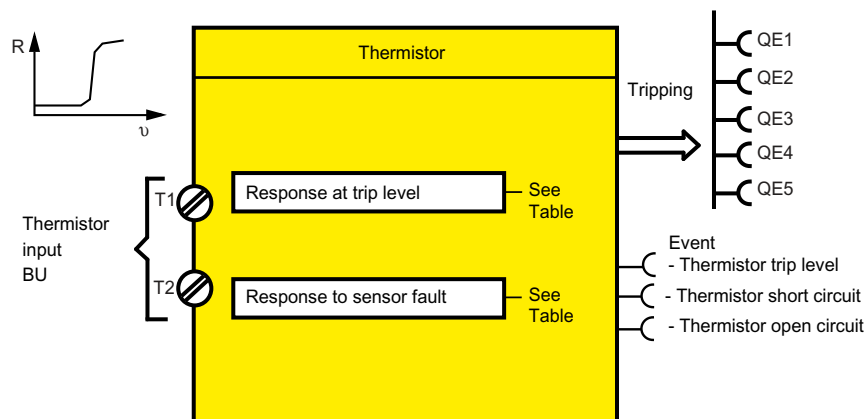 R
υ
Thermistor
Tripping
QE1
QE2
QE3
QE4
QE5
Thermistor
input
BU
T1
T2
Response at trip level
See
Table
Response to sensor fault
See
Table
Event
- Thermistor trip level
- Thermistor short circuit
- Thermistor open circuit